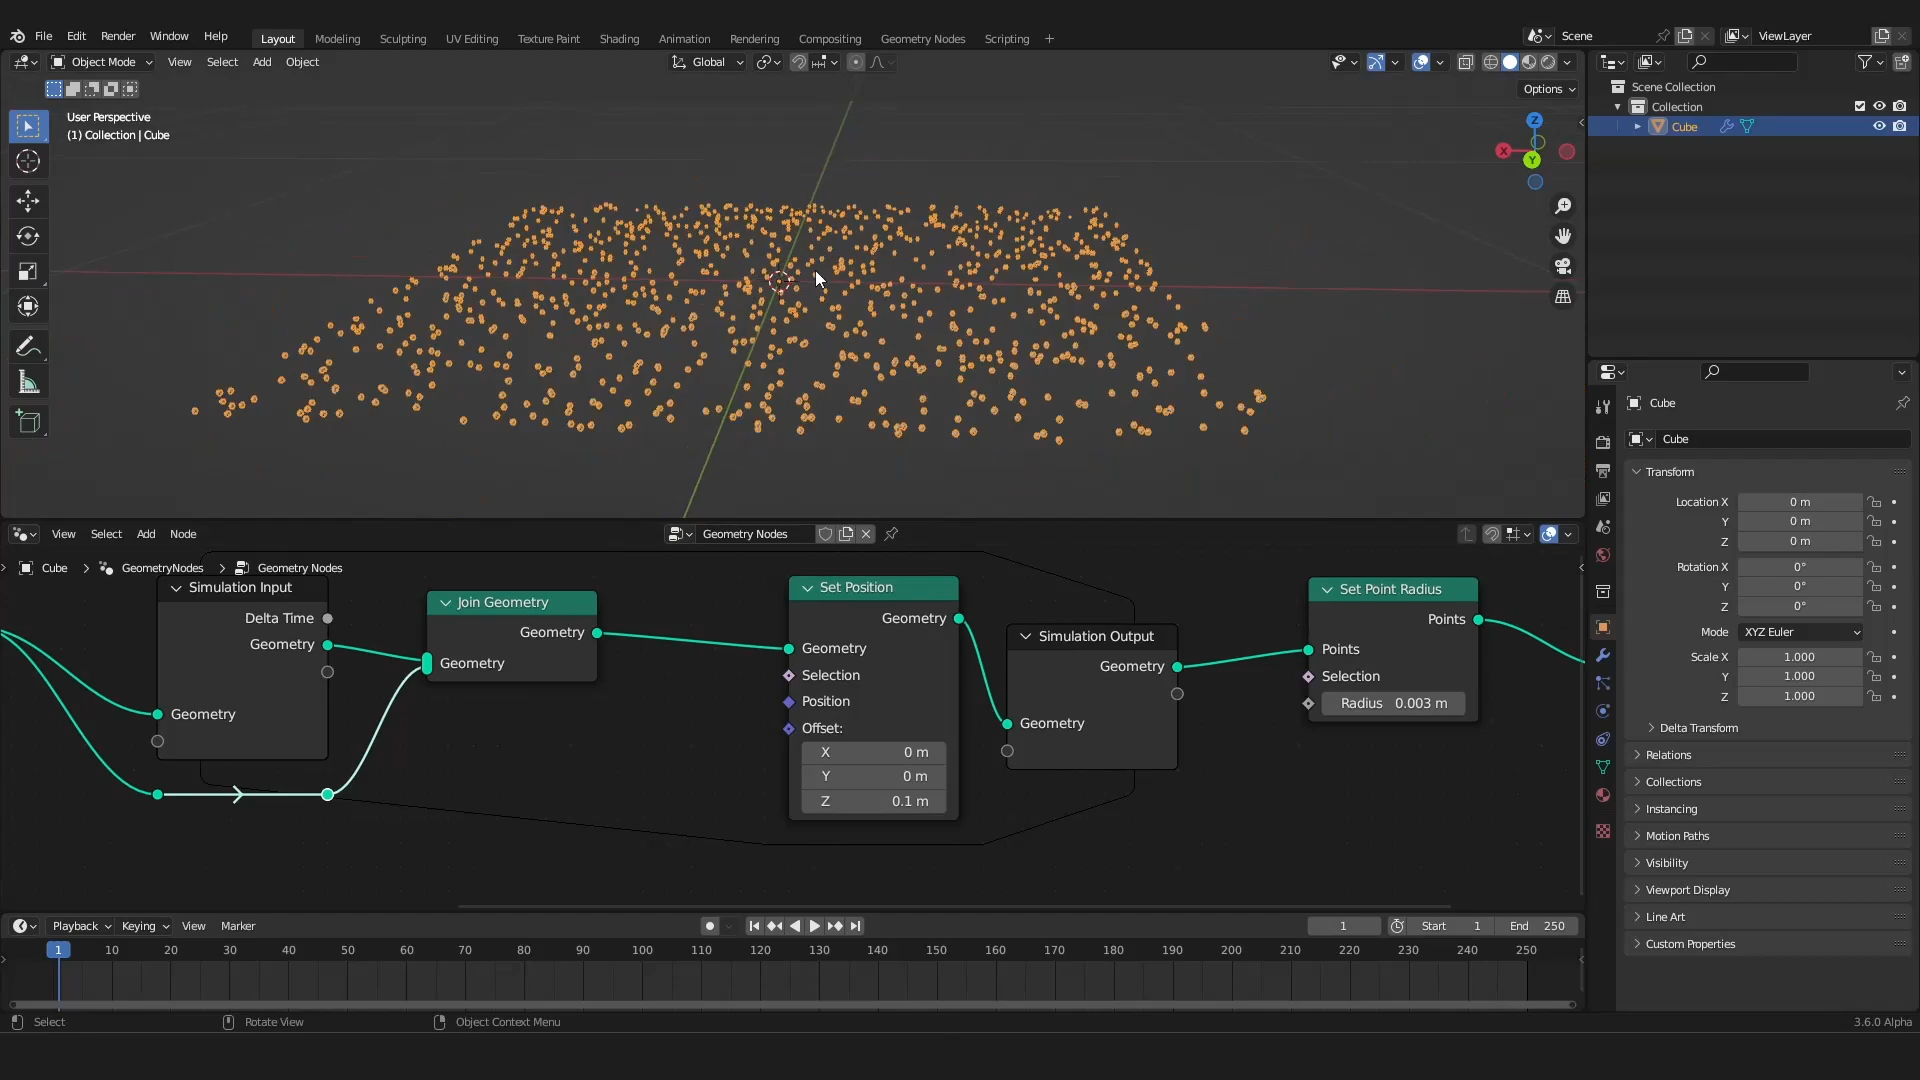 File Edit Render Window Help Layout Modeling Sculpting UV Editing Texture Paint Shading Animation Rendering Compositing Geometry Nodes Scripting + Scene ViewLayer
Object Mode View Select Add Object Global
Options
User Perspective
(1) Collection | Cube
Z
X
Y
Scene Collection
Collection
Cube
Cube
Cube
Transform
Location X 0 m
Y 0 m
Z 0 m
Rotation X 0°
Y 0°
Z 0°
Mode XYZ Euler
Scale X 1.000
Y 1.000
Z 1.000
Delta Transform
Relations
Collections
Instancing
Motion Paths
Visibility
Viewport Display
Line Art
Custom Properties
View Select Add Node Geometry Nodes
Cube GeometryNodes Geometry Nodes
Simulation Input
Delta Time
Geometry
Geometry
Join Geometry
Geometry
Geometry
Set Position
Geometry
Geometry
Selection
Position
Offset:
X 0 m
Y 0 m
Z 0.1 m
Simulation Output
Geometry
Geometry
Set Point Radius
Points
Points
Selection
Radius 0.003 m
Playback Keying View Marker 1 Start 1 End 250
1 10 20 30 40 50 60 70 80 90 100 110 120 130 140 150 160 170 180 190 200 210 220 230 240 250
Select Rotate View Object Context Menu 3.6.0 Alpha